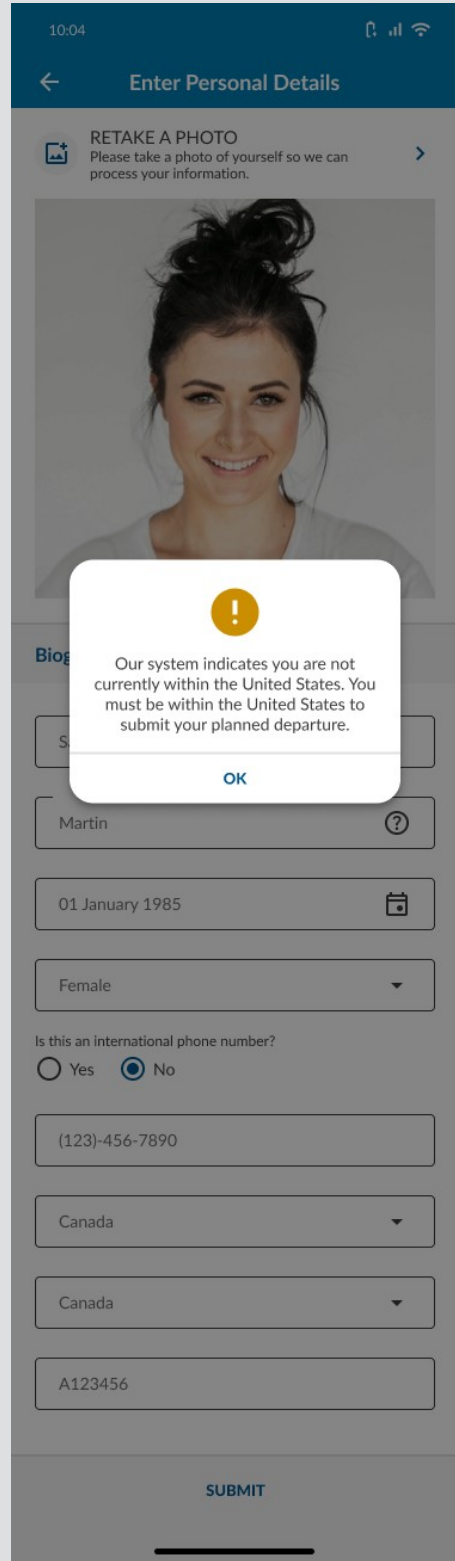 10:04
Enter Personal Details
RETAKE A PHOTO
Please take a photo of yourself so we can
process your information.
!
Our system indicates you are not
currently within the United States. You
must be within the United States to
submit your planned departure.
OK
Martin
?
01 January 1985
Female
Is this an international phone number?
Yes No
(123)-456-7890
Canada
Canada
A123456
SUBMIT